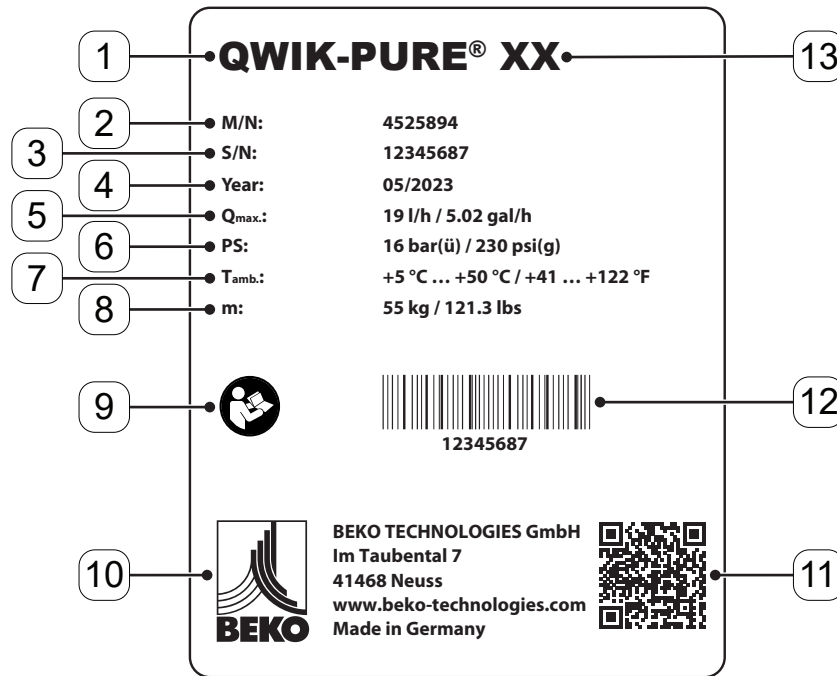 1 QWIK-PURE® XX 13
2 M/N: 4525894
3 S/N: 12345687
4 Year: 05/2023
5 Qmax.: 19 l/h / 5.02 gal/h
6 PS: 16 bar(ü) / 230 psi(g)
7 Tamb.: +5 °C … +50 °C / +41 … +122 °F
8 m: 55 kg / 121.3 lbs
9 12
12345687
BEKO TECHNOLOGIES GmbH
Im Taubental 7
10 41468 Neuss 11
www.beko-technologies.com
BEKO Made in Germany